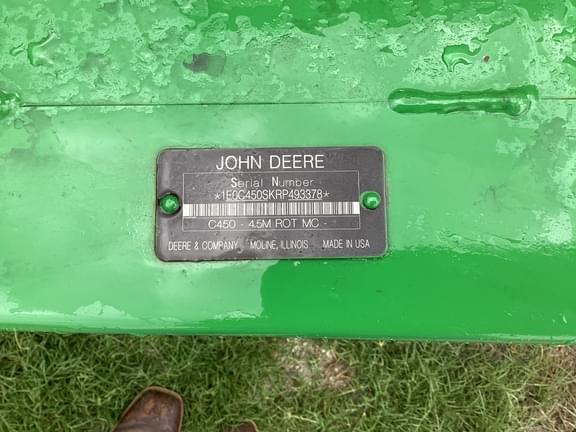 JOHN DEERE
Serial Number
*1E0C450SKRP493378*
C450 - 4.5M ROT MC -
DEERE & COMPANY MOLINE, ILLINOIS MADE IN USA